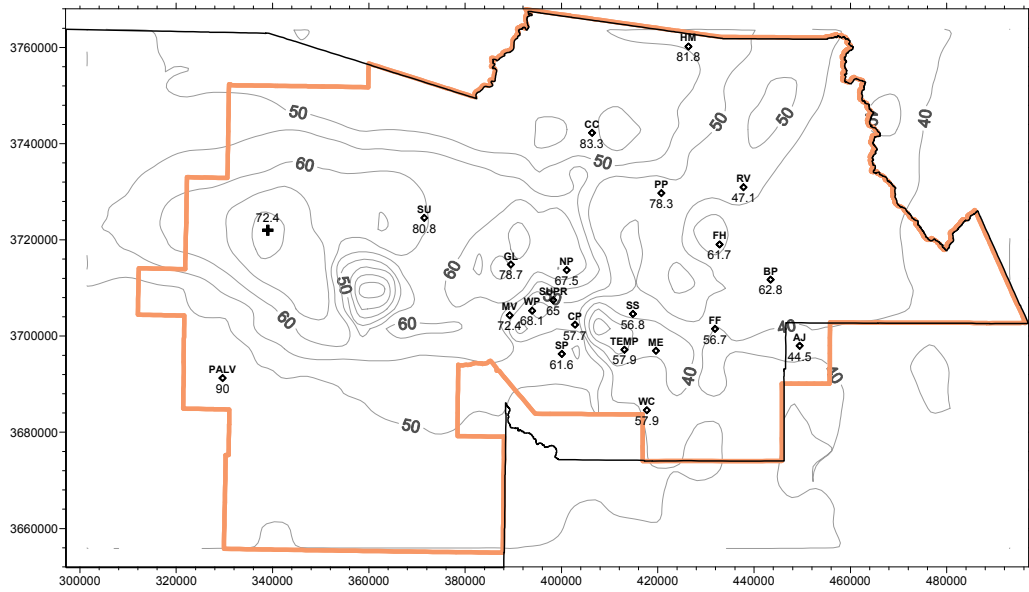 3760000
3740000
3720000
3700000
3680000
3660000
300000
320000
340000
360000
380000
400000
420000
440000
460000
480000
HM
81.8
50
50
40
CC
83.3
50
50
60
60
PP
78.3
RV
47.1
72.4
SU
80.8
FH
61.7
GL
78.7
60
NP
67.5
BP
62.8
50
SUPR
65
MV
72.4
WP
68.1
CP
57.7
SS
56.8
FF
56.7
40
60
60
SP
61.6
TEMP
57.9
ME
AJ
44.5
40
40
PALV
90
WC
57.9
50